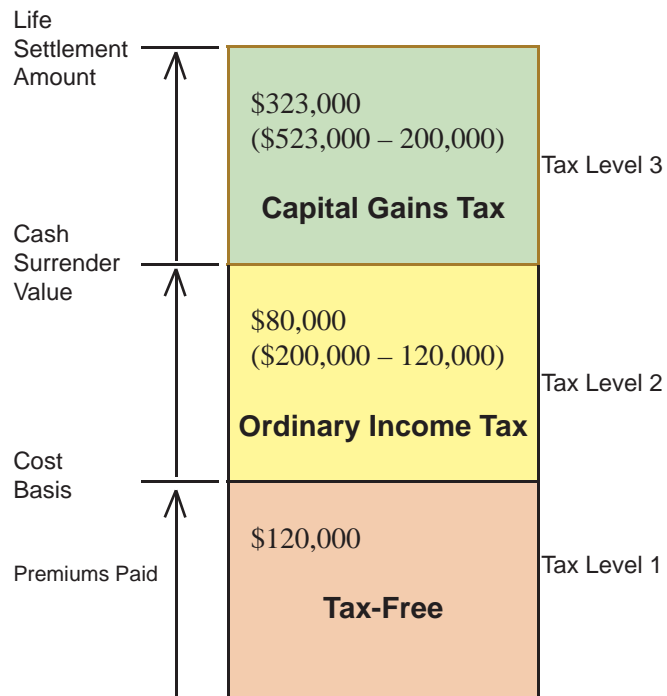 Life
Settlement
Amount
$323,000
($523,000 – 200,000)
Capital Gains Tax
Tax Level 3
Cash
Surrender
Value
$80,000
($200,000 – 120,000)
Ordinary Income Tax
Tax Level 2
Cost
Basis
$120,000
Premiums Paid
Tax-Free
Tax Level 1